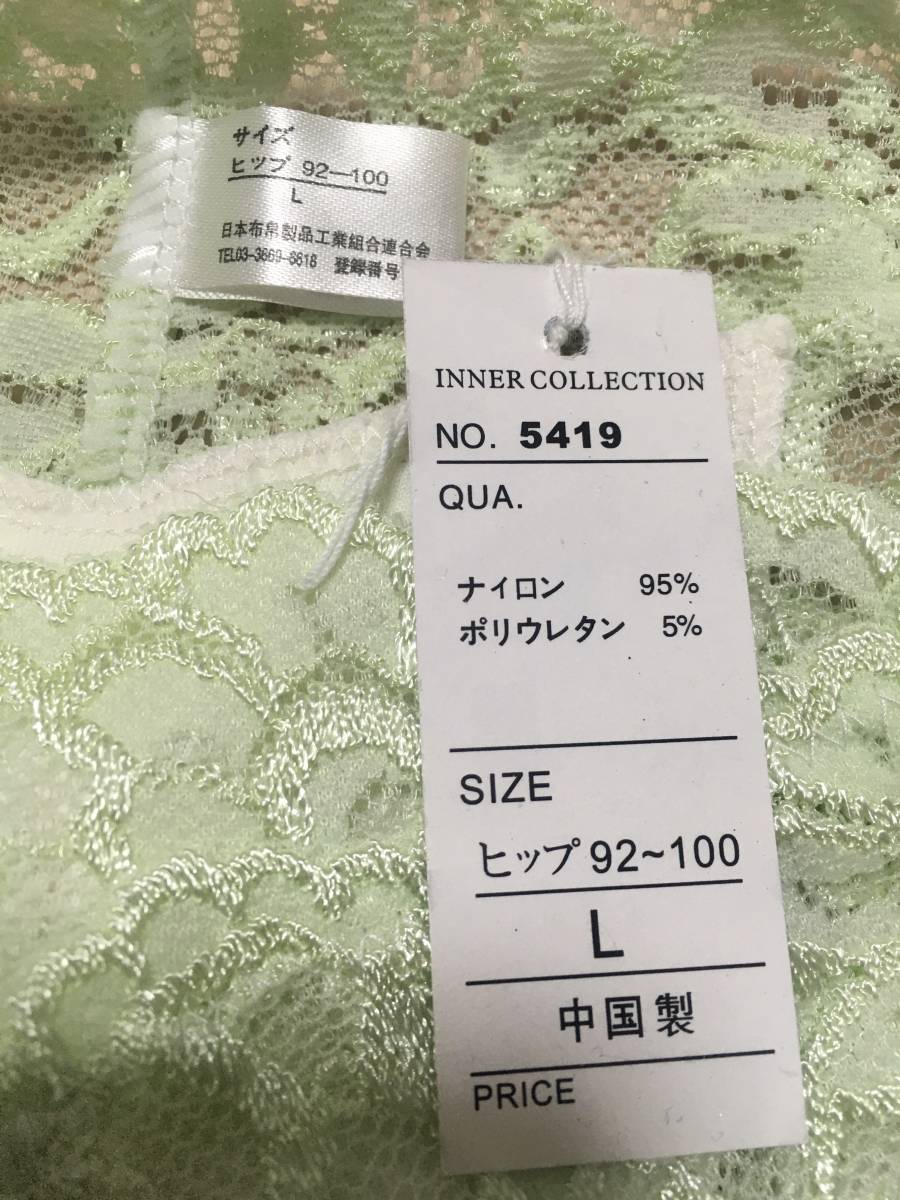 サイズ
ヒップ 92—100
L
日本布帛製品工業組合連合会
TEL03-3669-6618 登録番号
INNER COLLECTION
NO. 5419
QUA.
ナイロン 95%
ポリウレタン 5%
SIZE
ヒップ 92~100
L
中国製
PRICE